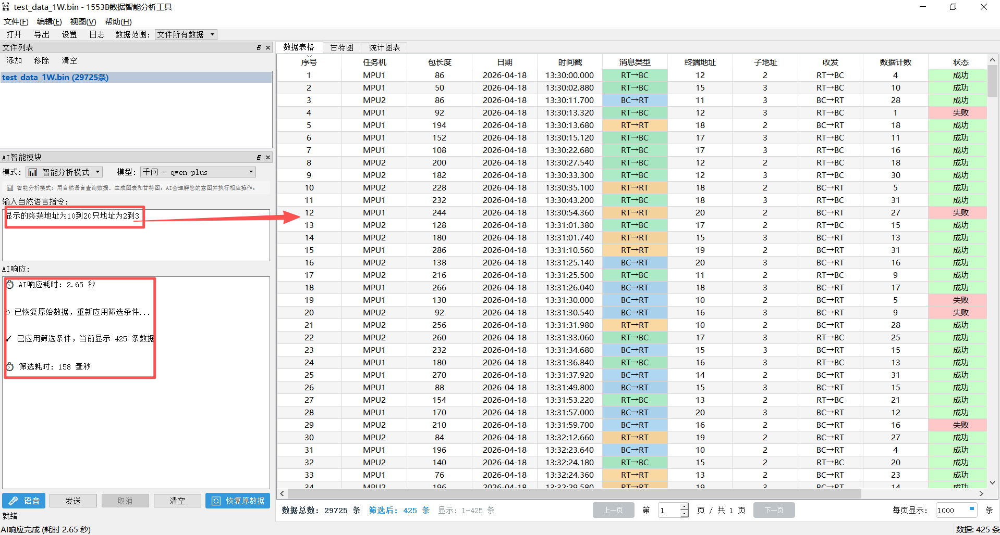 test_data_1W.bin - 1553B数据智能分析工具
文件(F) 编辑(E) 视图(V) 帮助(H)
打开 导出 设置 日志 数据范围: 文件所有数据
文件列表
添加 移除 清空
test_data_1W.bin (29725条)
AI智能模块
模式: 智能分析模式 模型: 千问 - qwen-plus
智能分析模式: 用自然语言查询数据、生成图表和甘特图。AI会理解您的意图并执行相应操作。
输入自然语言指令:
显示的终端地址为10到20只地址为2到3
AI响应:
AI响应耗时: 2.65 秒
已恢复原始数据, 重新应用筛选条件...
✓ 已应用筛选条件, 当前显示 425 条数据
筛选耗时: 158 毫秒
语音 发送 取消 清空 恢复原数据
就绪
AI响应完成 (耗时 2.65 秒)
数据表格 甘特图 统计图表
序号 任务机 包长度 日期 时间戳 消息类型 终端地址 子地址 收发 数据计数 状态
1 MPU1 86 2026-04-18 13:30:00.000 RT→BC 12 2 RT→BC 4 成功
2 MPU1 50 2026-04-18 13:30:02.880 RT→BC 15 3 RT→BC 10 成功
3 MPU2 86 2026-04-18 13:30:11.700 BC→RT 11 3 BC→RT 28 成功
4 MPU1 92 2026-04-18 13:30:13.320 RT→BC 12 3 RT→BC 1 失败
5 MPU1 194 2026-04-18 13:30:13.680 RT→RT 18 2 BC→RT 18 成功
6 MPU1 152 2026-04-18 13:30:15.120 RT→BC 17 3 RT→BC 11 成功
7 MPU1 108 2026-04-18 13:30:22.680 RT→BC 17 3 RT→BC 16 成功
8 MPU2 200 2026-04-18 13:30:27.540 RT→BC 12 2 RT→BC 18 成功
9 MPU2 182 2026-04-18 13:30:33.300 RT→BC 12 3 RT→BC 30 成功
10 MPU2 228 2026-04-18 13:30:35.100 RT→RT 18 2 BC→RT 5 成功
11 MPU1 232 2026-04-18 13:30:43.200 RT→BC 18 3 RT→BC 31 成功
12 MPU1 244 2026-04-18 13:30:54.360 RT→RT 20 2 BC→RT 27 失败
13 MPU2 128 2026-04-18 13:31:01.380 RT→BC 17 2 RT→BC 15 成功
14 MPU2 180 2026-04-18 13:31:01.740 RT→RT 15 3 BC→RT 13 成功
15 MPU1 286 2026-04-18 13:31:10.560 RT→RT 19 2 BC→RT 31 成功
16 MPU2 138 2026-04-18 13:31:25.140 BC→RT 20 3 BC→RT 16 成功
17 MPU2 216 2026-04-18 13:31:25.500 RT→BC 11 2 RT→BC 9 成功
18 MPU1 266 2026-04-18 13:31:26.040 BC→RT 18 3 BC→RT 17 成功
19 MPU1 130 2026-04-18 13:31:30.000 BC→RT 10 2 BC→RT 5 失败
20 MPU2 92 2026-04-18 13:31:30.540 BC→RT 16 3 BC→RT 9 失败
21 MPU2 256 2026-04-18 13:31:31.980 RT→RT 10 2 BC→RT 28 成功
22 MPU2 260 2026-04-18 13:31:33.060 RT→BC 17 3 RT→BC 25 成功
23 MPU1 232 2026-04-18 13:31:34.680 BC→RT 15 3 BC→RT 15 成功
24 MPU1 180 2026-04-18 13:31:36.840 RT→BC 16 3 RT→BC 13 成功
25 MPU1 270 2026-04-18 13:31:37.920 BC→RT 14 2 BC→RT 31 成功
26 MPU1 88 2026-04-18 13:31:49.800 BC→RT 15 3 BC→RT 15 成功
27 MPU2 154 2026-04-18 13:31:53.220 RT→BC 13 2 RT→BC 21 成功
28 MPU1 170 2026-04-18 13:31:57.000 BC→RT 20 3 BC→RT 12 成功
29 MPU2 210 2026-04-18 13:31:59.700 BC→RT 16 2 BC→RT 16 失败
30 MPU2 84 2026-04-18 13:32:12.660 RT→RT 19 2 BC→RT 27 成功
31 MPU1 196 2026-04-18 13:32:23.640 BC→RT 10 2 BC→RT 4 成功
32 MPU2 140 2026-04-18 13:32:24.180 RT→BC 15 2 RT→BC 20 成功
33 MPU1 76 2026-04-18 13:32:24.360 RT→RT 13 2 BC→RT 23 成功
34 MPU2 196 2026-04-18 13:32:29.580 RT→RT 19 3 BC→RT 14 成功
数据总数: 29725 条 筛选后: 425 条 显示: 1-425 条 上一页 第 1 页 / 共 1 页 下一页 每页显示: 1000 条
数据: 425 条